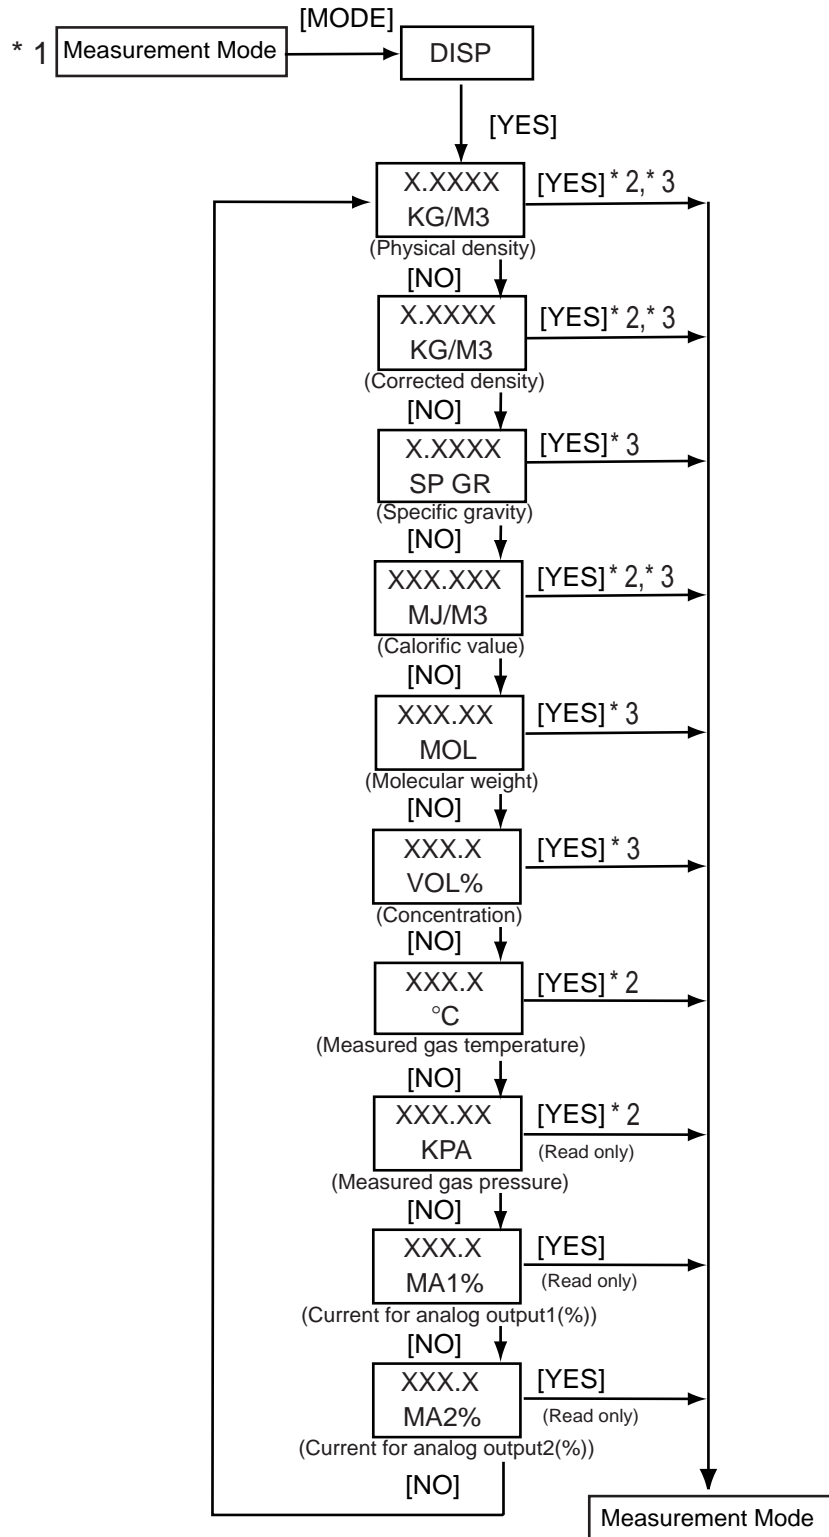 [MODE]
* 1 Measurement Mode DISP
[YES]
X.XXXX [YES] * 2,* 3
KG/M3
(Physical density)
[NO]
X.XXXX [YES] * 2,* 3
KG/M3
(Corrected density)
[NO]
X.XXXX [YES] * 3
SP GR
(Specific gravity)
[NO]
XXX.XXX [YES] * 2,* 3
MJ/M3
(Calorific value)
[NO]
XXX.XX [YES] * 3
MOL
(Molecular weight)
[NO]
XXX.X [YES] * 3
VOL%
(Concentration)
[NO]
XXX.X [YES] * 2
°C
(Measured gas temperature)
[NO]
XXX.XX [YES] * 2
KPA (Read only)
(Measured gas pressure)
[NO]
XXX.X [YES]
MA1% (Read only)
(Current for analog output1(%))
[NO]
XXX.X [YES]
MA2% (Read only)
(Current for analog output2(%))
[NO]
Measurement Mode